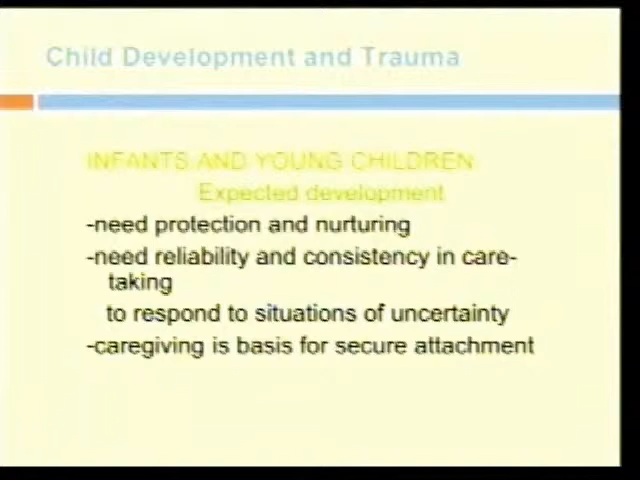 Child Development and Trauma
INFANTS AND YOUNG CHILDREN
Expected development
-need protection and nurturing
-need reliability and consistency in care-
taking
to respond to situations of uncertainty
-caregiving is basis for secure attachment